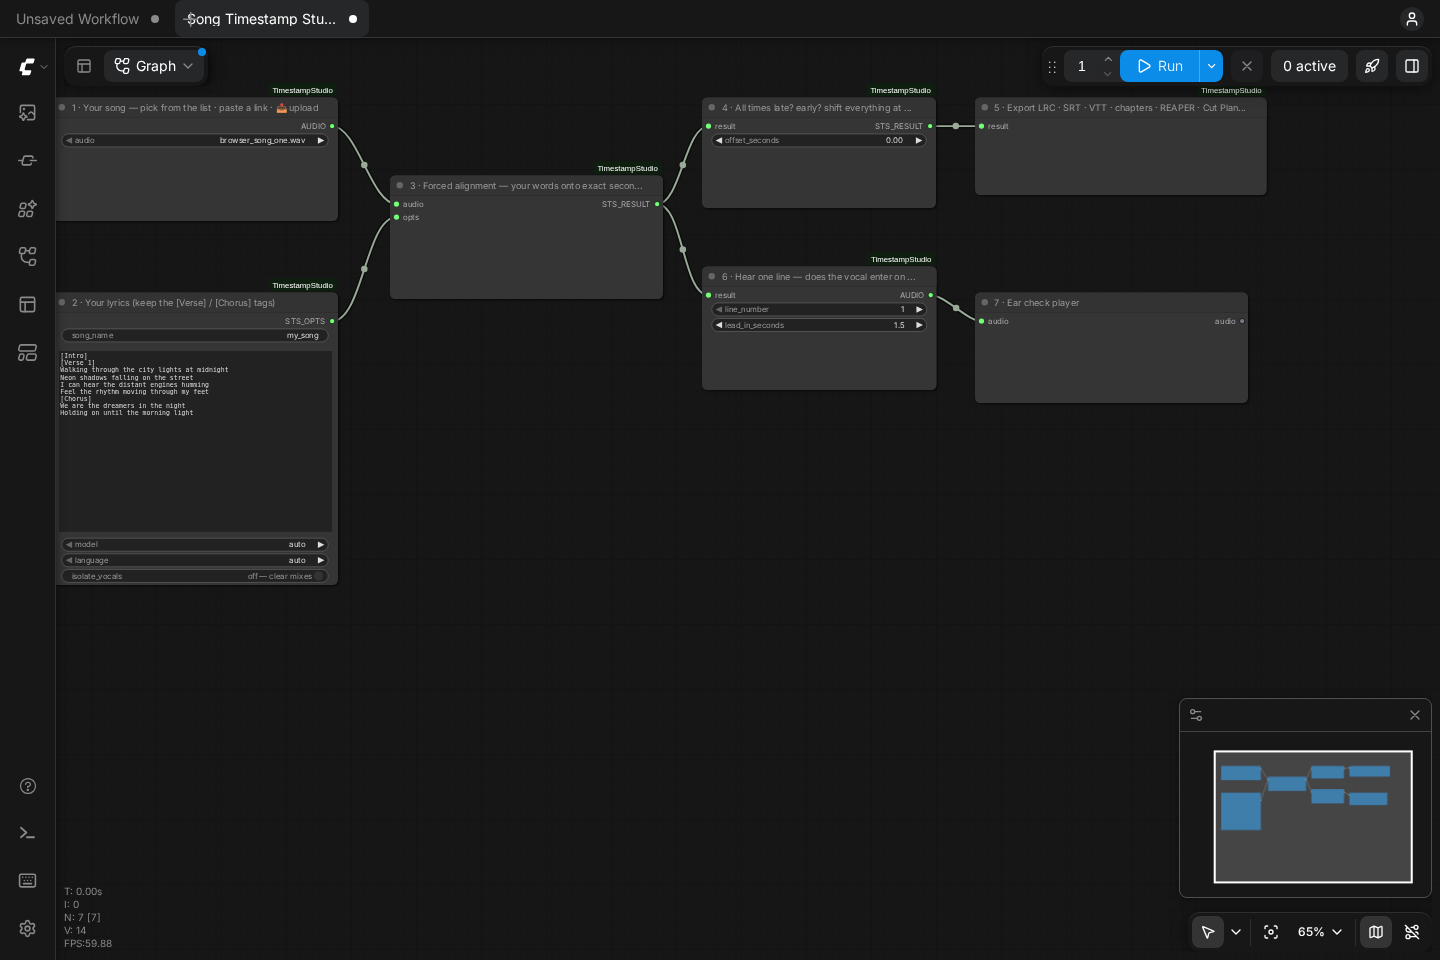 Unsaved Workflow
Song Timestamp Stu...
Graph
1
Run
0 active
TimestampStudio
1 · Your song — pick from the list · paste a link · 📥 upload
AUDIO
audio
browser_song_one.wav
TimestampStudio
2 · Your lyrics (keep the [Verse] / [Chorus] tags)
STS_OPTS
song_name
my_song
[Intro]
[Verse 1]
Walking through the city lights at midnight
Neon shadows falling on the street
I can hear the distant engines humming
Feel the rhythm moving through my feet
[Chorus]
We are the dreamers in the night
Holding on until the morning light
model
auto
language
auto
isolate_vocals
off — clear mixes
TimestampStudio
3 · Forced alignment — your words onto exact secon...
audio
STS_RESULT
opts
TimestampStudio
4 · All times late? early? shift everything at ...
result
STS_RESULT
offset_seconds
0.00
TimestampStudio
5 · Export LRC · SRT · VTT · chapters · REAPER · Cut Plan...
result
TimestampStudio
6 · Hear one line — does the vocal enter on ...
result
AUDIO
line_number
1
lead_in_seconds
1.5
7 · Ear check player
audio
audio
T: 0.00s
I: 0
N: 7 [7]
V: 14
FPS:59.88
65%